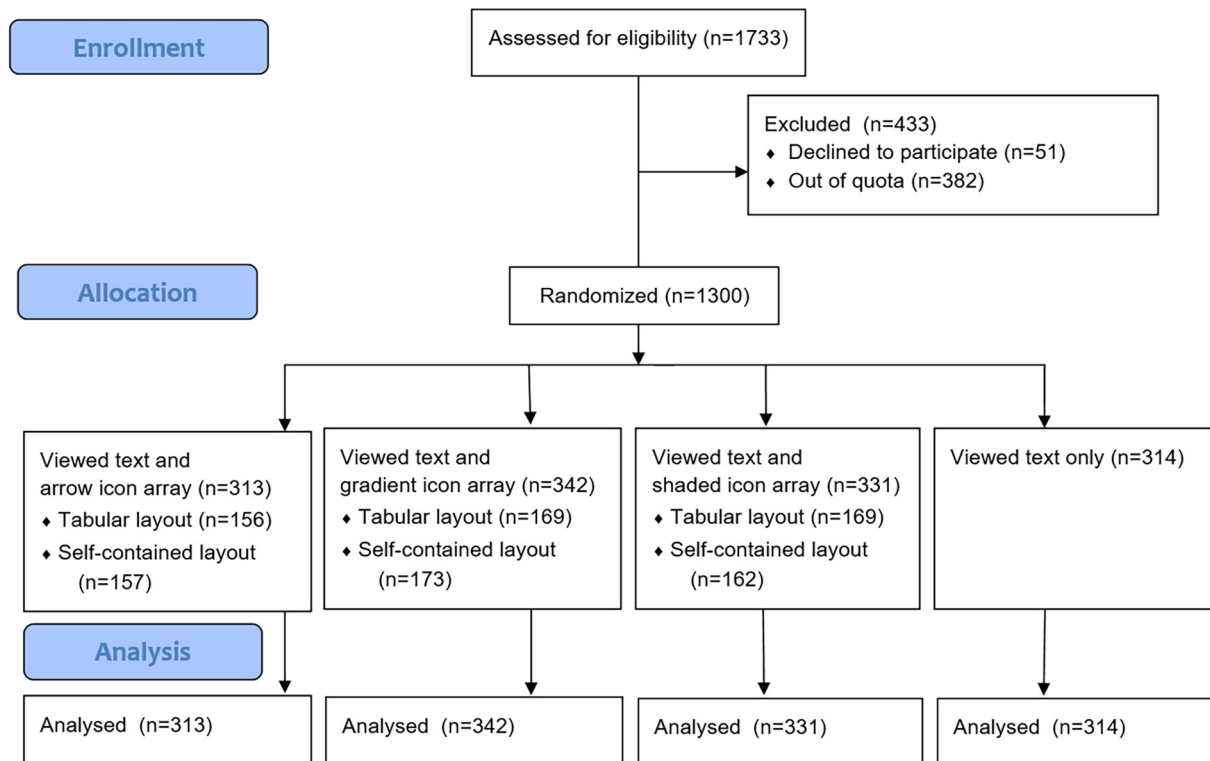 Enrollment
Assessed for eligibility (n=1733)
Excluded (n=433)
♦ Declined to participate (n=51)
♦ Out of quota (n=382)
Allocation
Randomized (n=1300)
Viewed text and
arrow icon array (n=313)
♦ Tabular layout (n=156)
♦ Self-contained layout
(n=157)
Viewed text and
gradient icon array (n=342)
♦ Tabular layout (n=169)
♦ Self-contained layout
(n=173)
Viewed text and
shaded icon array (n=331)
♦ Tabular layout (n=169)
♦ Self-contained layout
(n=162)
Viewed text only (n=314)
Analysis
Analysed (n=313)
Analysed (n=342)
Analysed (n=331)
Analysed (n=314)